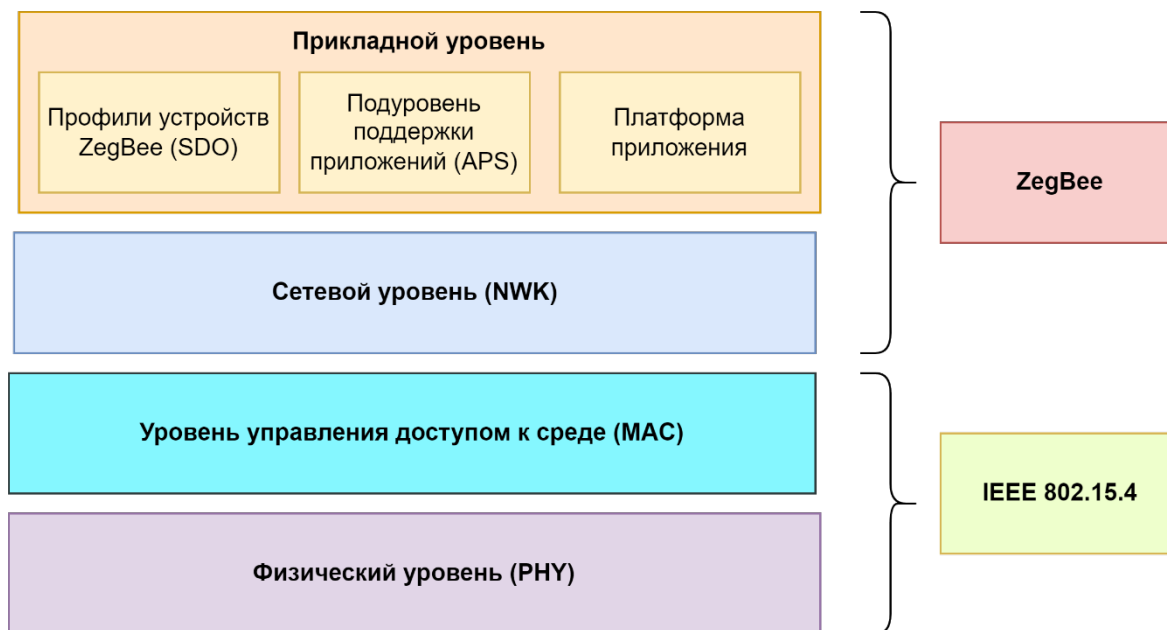 Прикладной уровень
Профили устройств
ZegBee (SDO)
Подуровень
поддержки
приложений (APS)
Платформа
приложения
ZegBee
Сетевой уровень (NWK)
Уровень управления доступом к среде (MAC)
IEEE 802.15.4
Физический уровень (PHY)